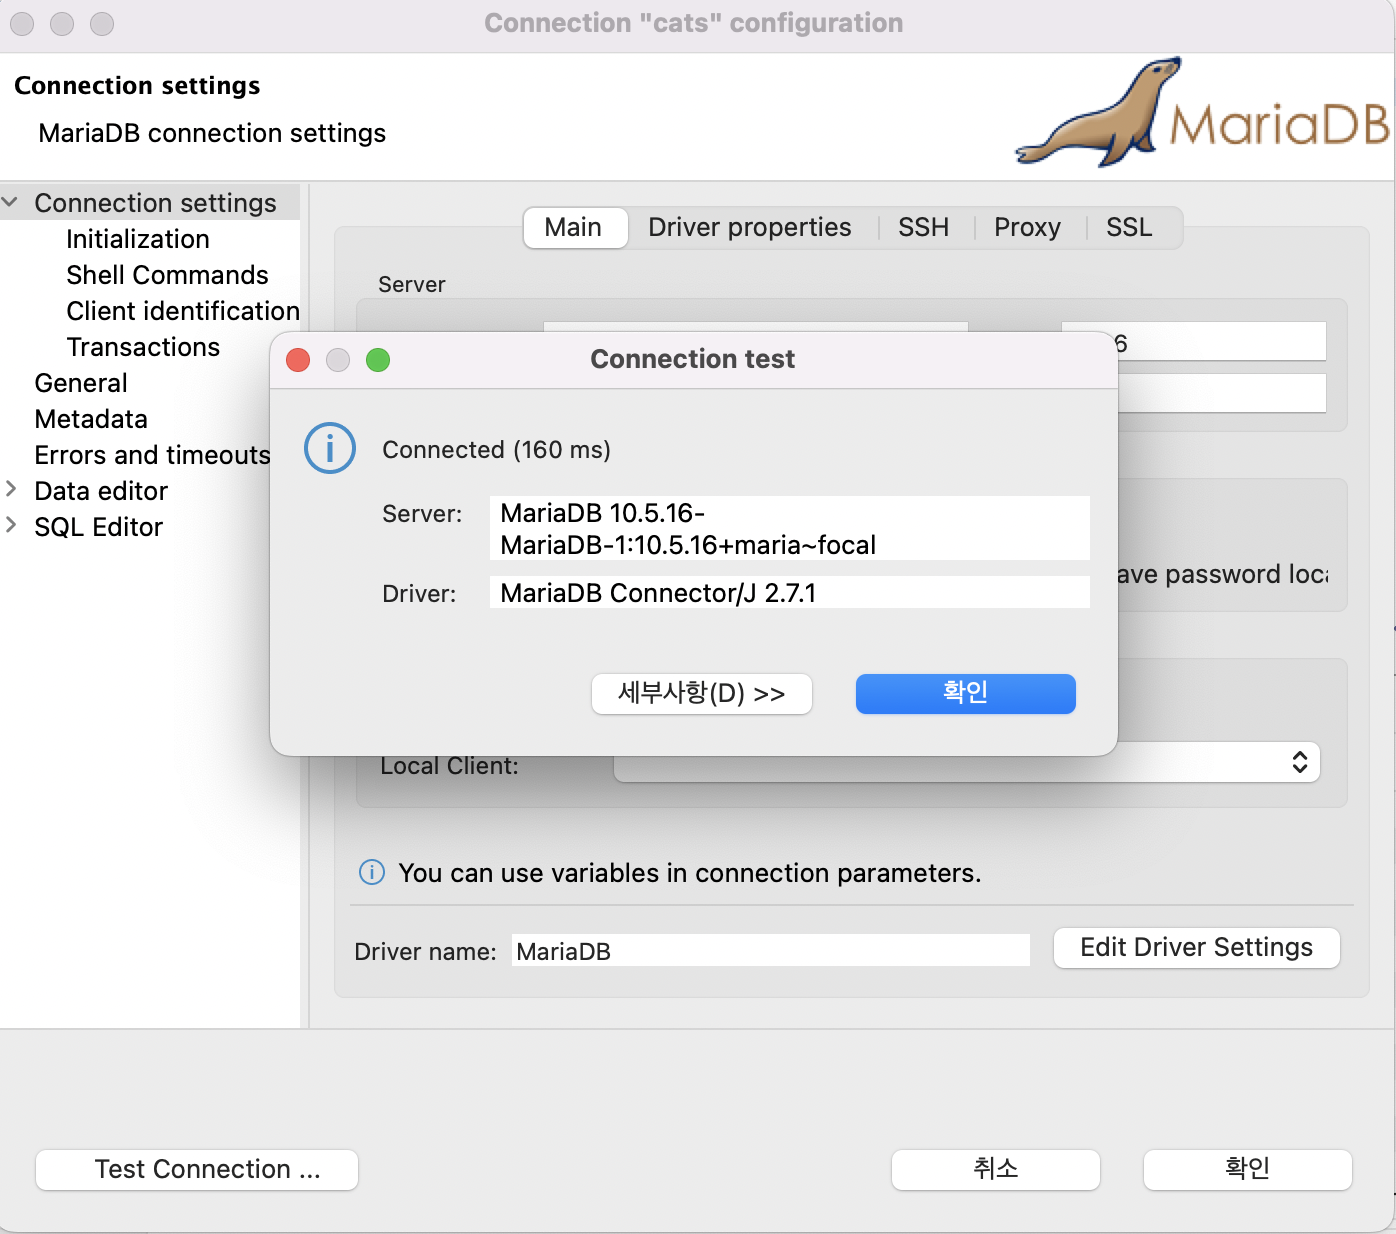 Connection "cats" configuration
Connection settings
MariaDB connection settings
MariaDB
Connection settings
Initialization
Shell Commands
Client identification
Transactions
General
Metadata
Errors and timeouts
Data editor
SQL Editor
Main
Driver properties
SSH
Proxy
SSL
Server
6
Connection test
Connected (160 ms)
Server:
MariaDB 10.5.16-
MariaDB-1:10.5.16+maria~focal
Driver:
MariaDB Connector/J 2.7.1
세부사항(D) >>
확인
ave password loc
Local Client:
You can use variables in connection parameters.
Driver name:
MariaDB
Edit Driver Settings
Test Connection ...
취소
확인